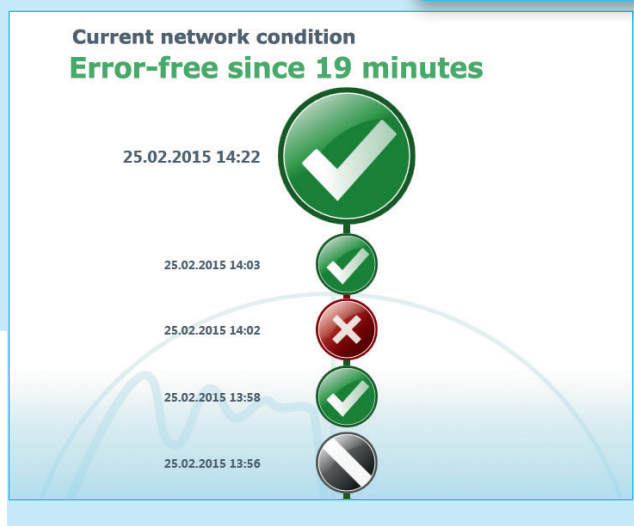 Current network condition
Error-free since 19 minutes
25.02.2015 14:22
25.02.2015 14:03
25.02.2015 14:02
25.02.2015 13:58
25.02.2015 13:56